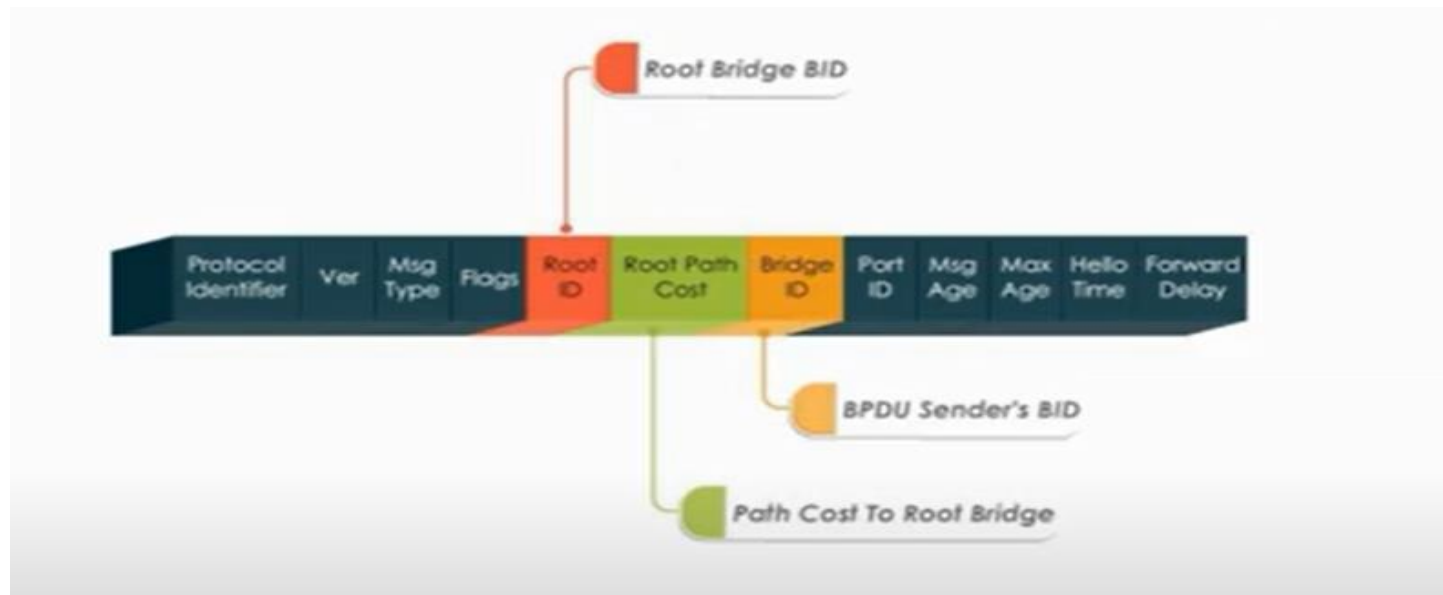 Root Bridge BID
Protocol
Identifier
Ver
Msg
Type
Flags
Root
ID
Root Path
Cost
Bridge
ID
Port
ID
Msg
Age
Max
Age
Hello
Time
Forward
Delay
BPDU Sender's BID
Path Cost To Root Bridge